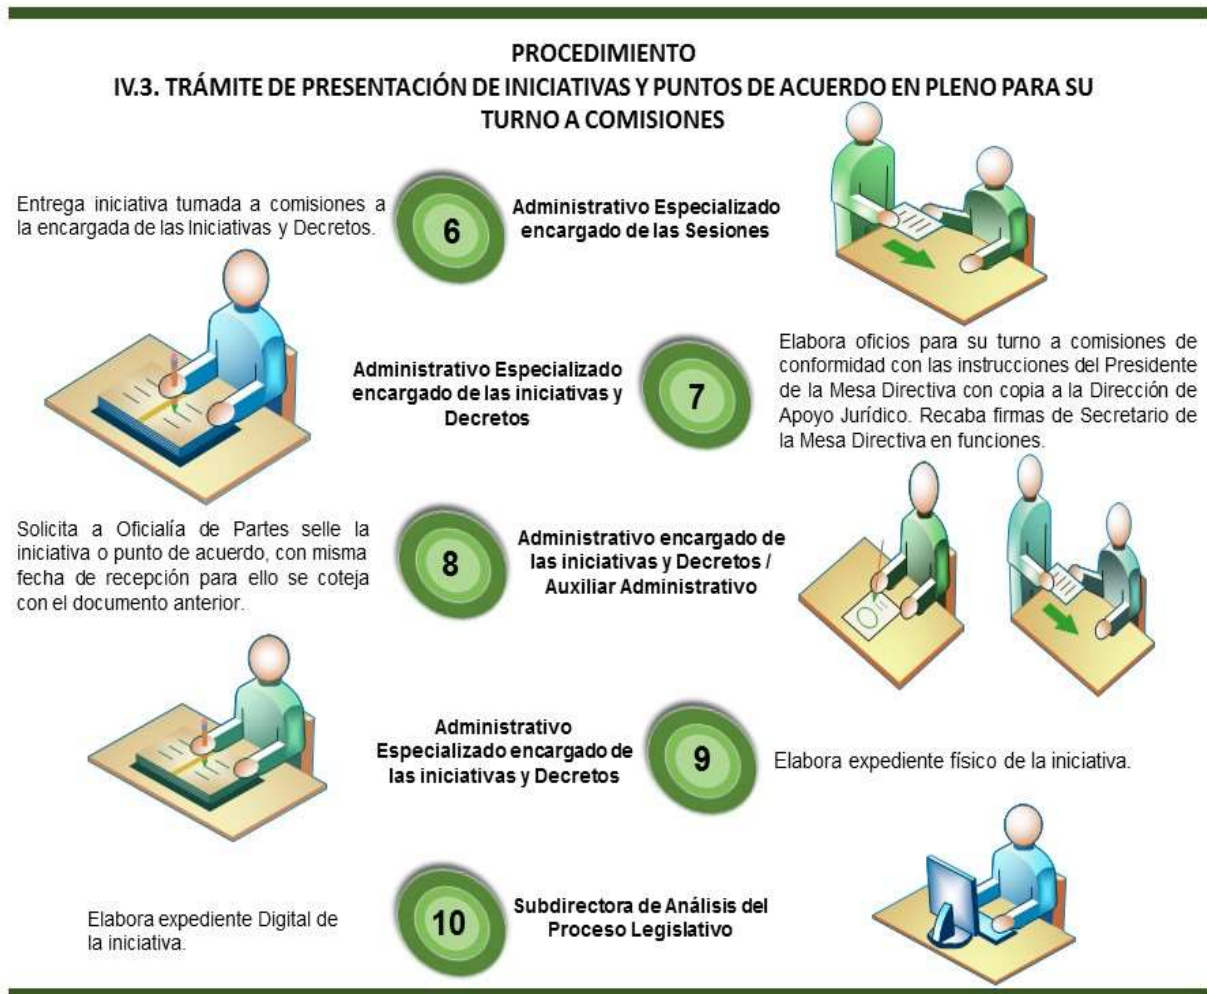 PROCEDIMIENTO
IV.3. TRÁMITE DE PRESENTACIÓN DE INICIATIVAS Y PUNTOS DE ACUERDO EN PLENO PARA SU
TURNO A COMISIONES
Entrega iniciativa turnada a comisiones a
la encargada de las Iniciativas y Decretos.
6
Administrativo Especializado
encargado de las Sesiones
Administrativo Especializado
encargado de las iniciativas y
Decretos
7
Elabora oficios para su turno a comisiones de
conformidad con las instrucciones del Presidente
de la Mesa Directiva con copia a la Dirección de
Apoyo Jurídico. Recaba firmas de Secretario de
la Mesa Directiva en funciones.
Solicita a Oficialía de Partes selle la
iniciativa o punto de acuerdo, con misma
fecha de recepción para ello se coteja
con el documento anterior.
8
Administrativo encargado de
las iniciativas y Decretos /
Auxiliar Administrativo
Administrativo
Especializado encargado de
las iniciativas y Decretos
9
Elabora expediente físico de la iniciativa.
Elabora expediente Digital de
la iniciativa.
10
Subdirectora de Análisis del
Proceso Legislativo